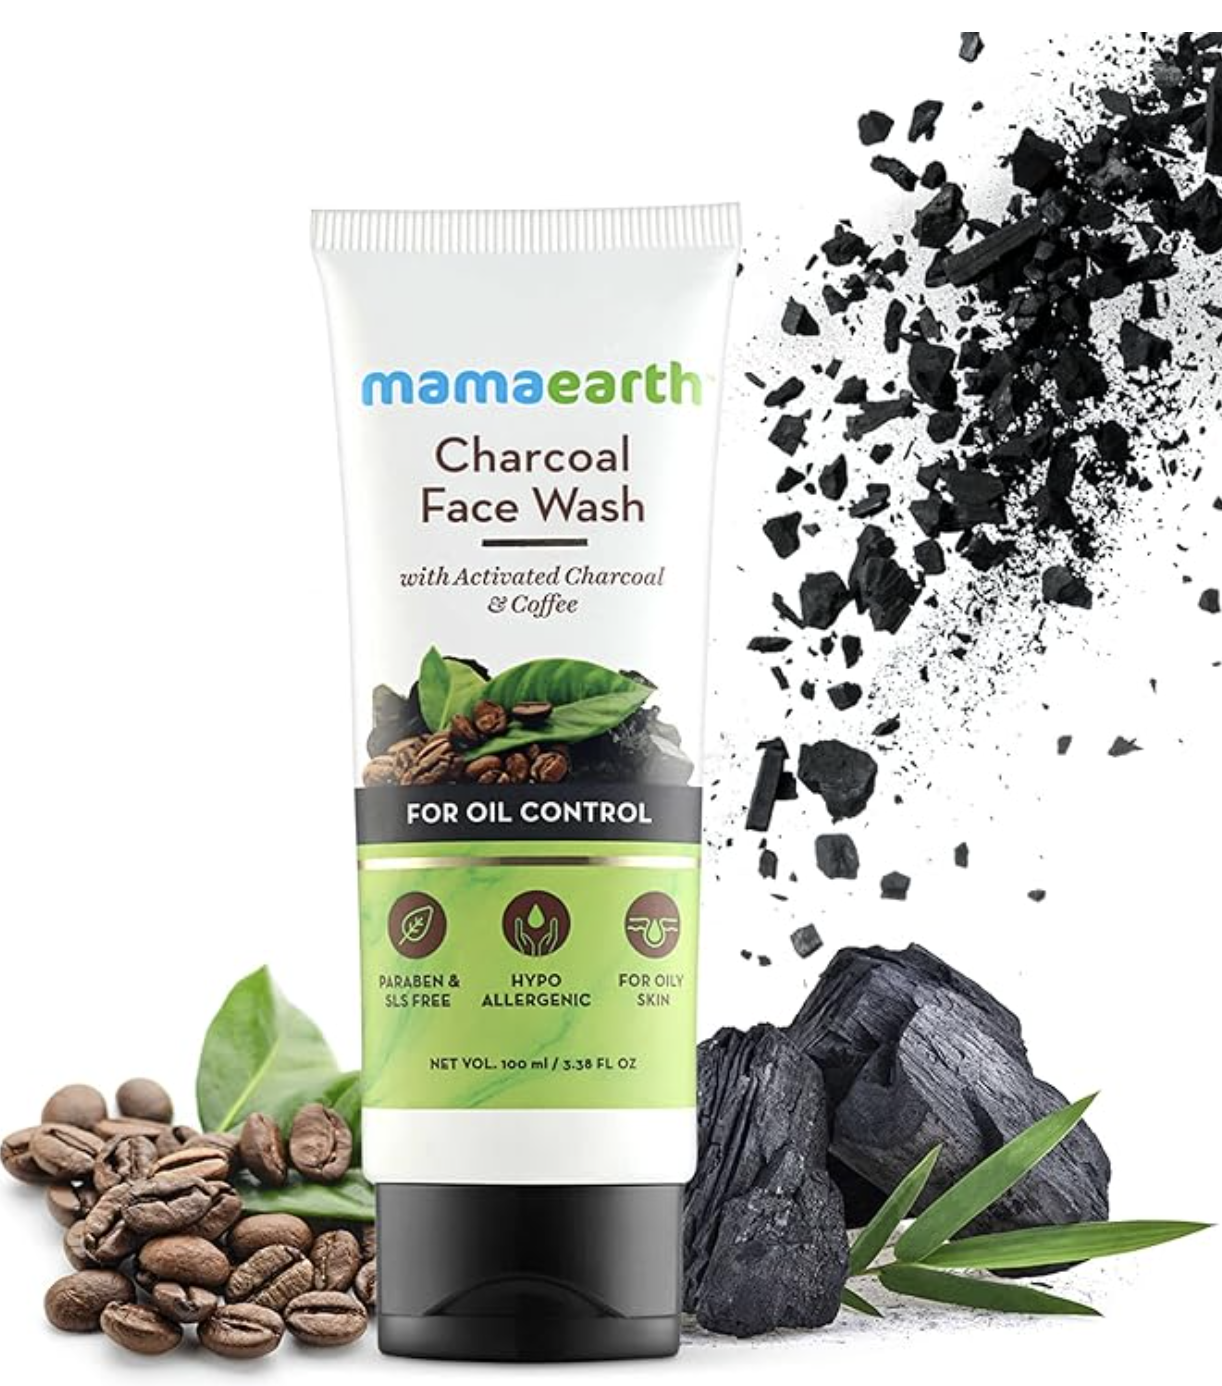 mamaearth
Charcoal
Face Wash
with Activated Charcoal
& Coffee
FOR OIL CONTROL
PARABEN &
SLS FREE
HYPO
ALLERGENIC
FOR OILY
SKIN
NET VOL. 100 ml / 3.38 FL OZ